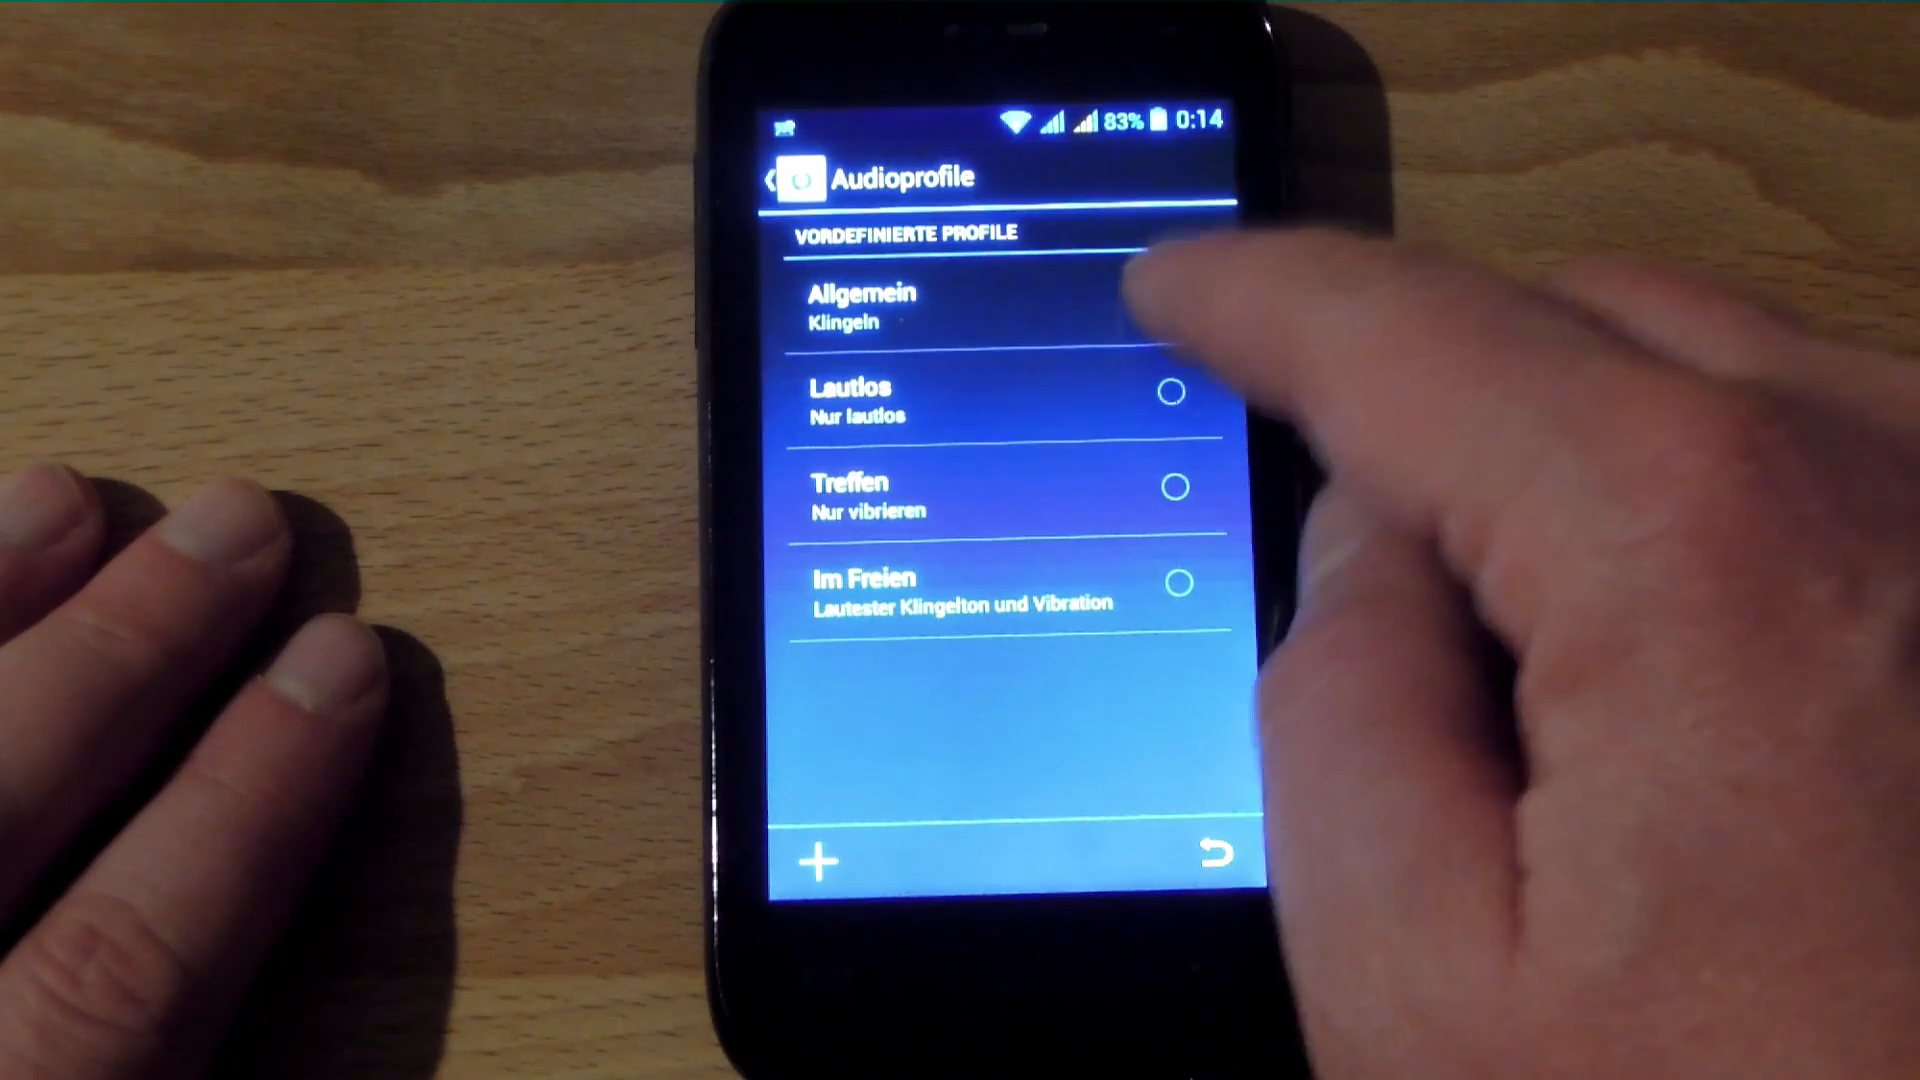 83% 0:14
Audioprofile
VORDEFINIERTE PROFILE
Allgemein
Klingeln
Lautlos
Nur lautlos
Treffen
Nur vibrieren
Im Freien
Lautester Klingelton und Vibration